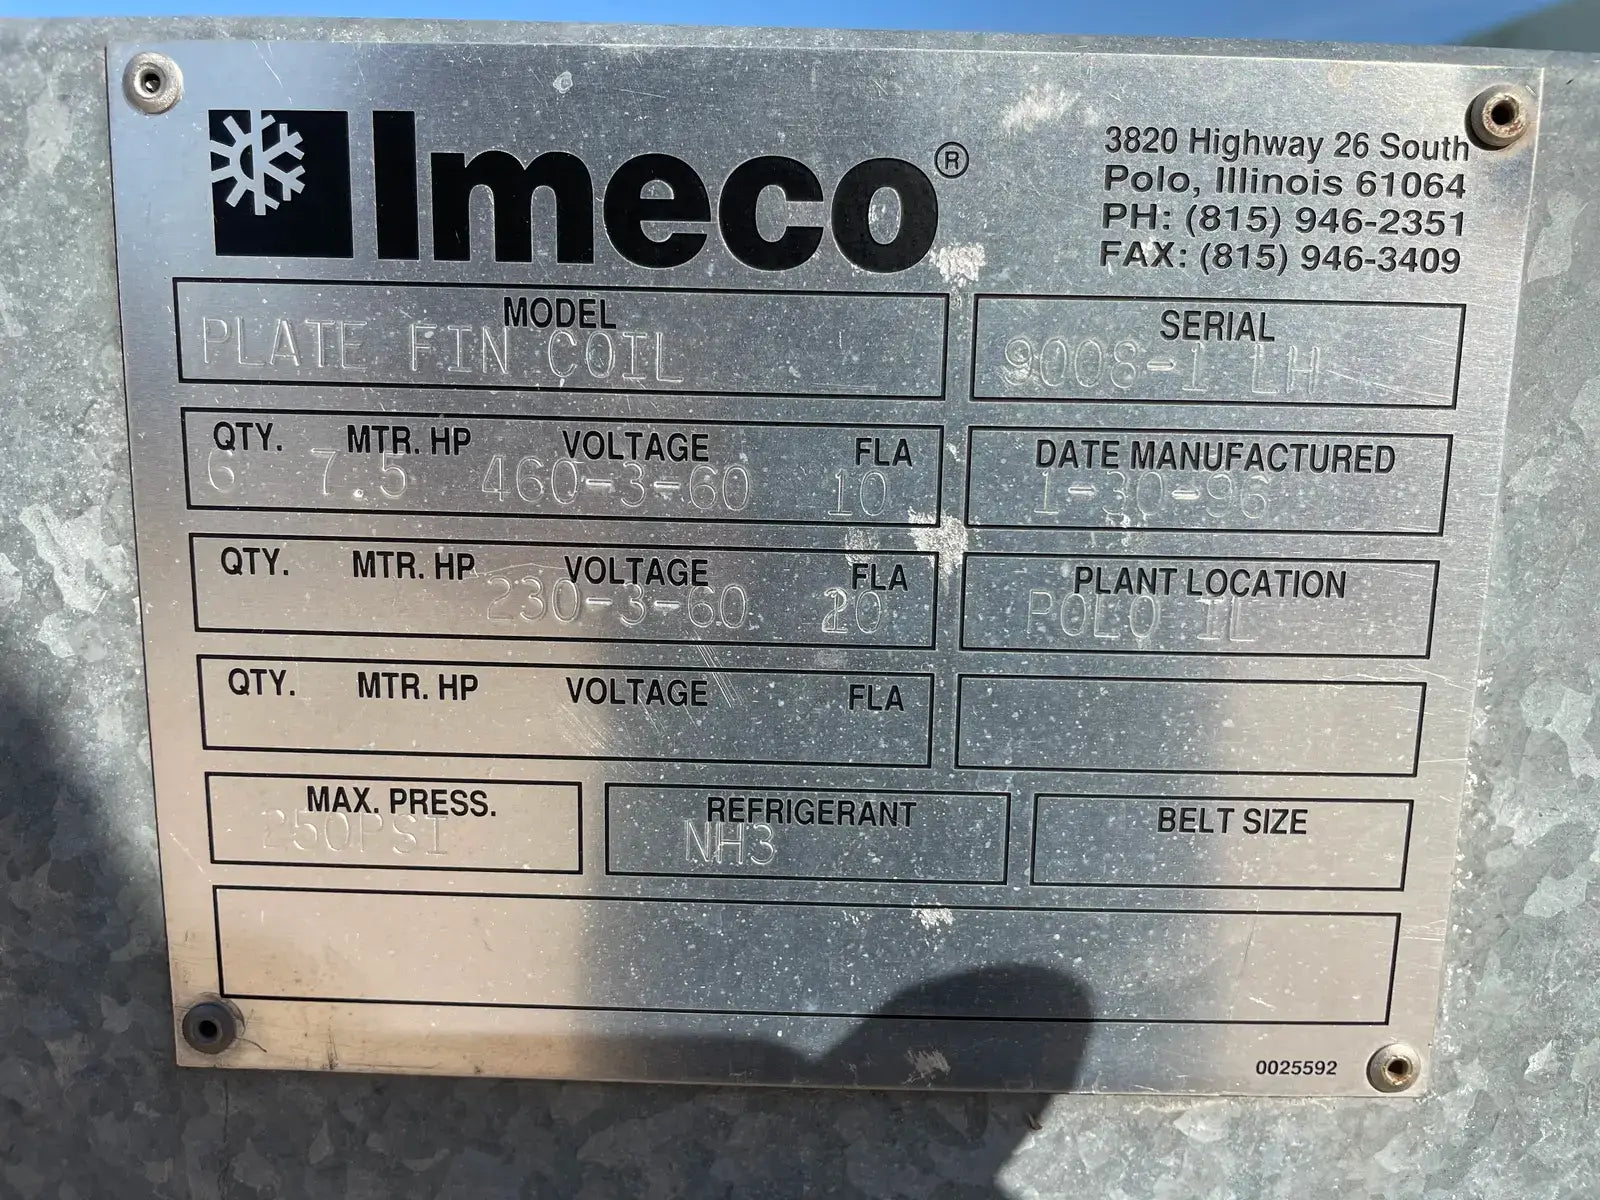 Imeco®
3820 Highway 26 South
Polo, Illinois 61064
PH: (815) 946-2351
FAX: (815) 946-3409
MODEL
PLATE FIN COIL
SERIAL
9008-1 LH
QTY. MTR. HP VOLTAGE FLA
6 7.5 460-3-60 10
DATE MANUFACTURED
1-30-96
QTY. MTR. HP VOLTAGE FLA
230-3-60 20
PLANT LOCATION
POLO IL
QTY. MTR. HP VOLTAGE FLA
MAX. PRESS.
250PSI
REFRIGERANT
NH3
BELT SIZE
0025592